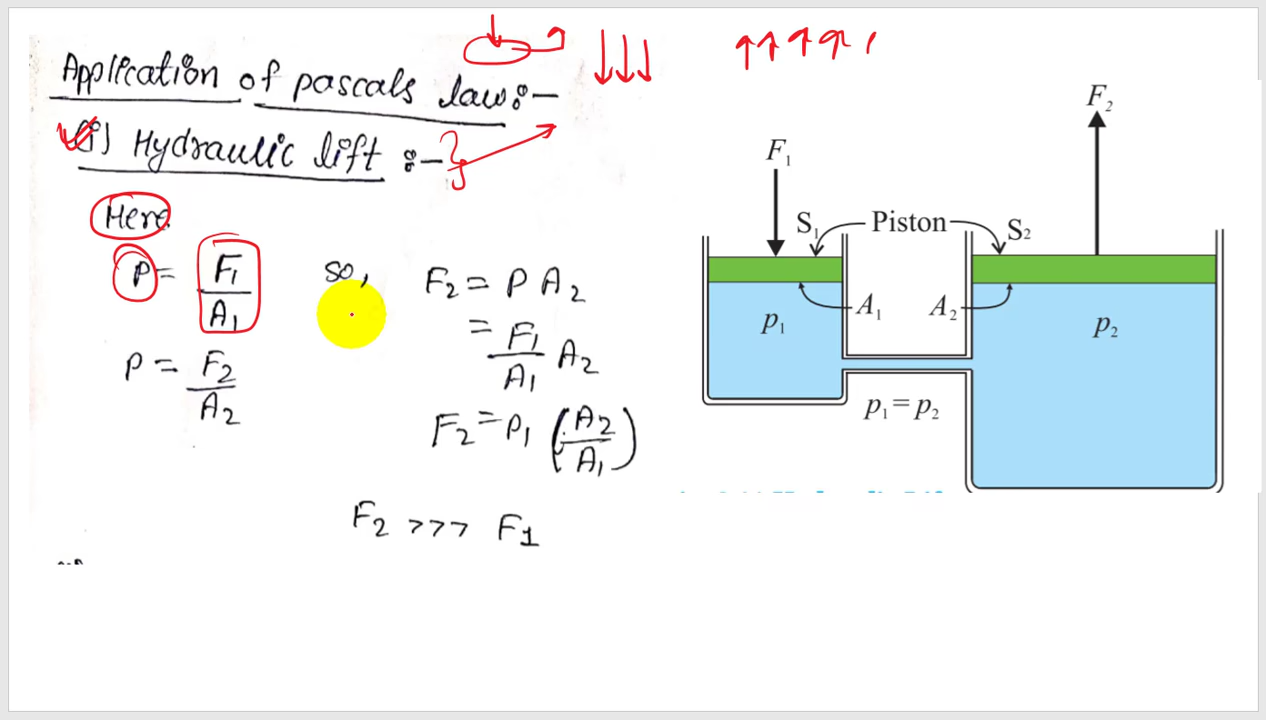 Application of pascals law:-
(i) Hydraulic lift :-
Here
P = F₁/A₁
P = F₂/A₂
so,
F₂ = P A₂
= F₁/A₁ A₂
F₂ = P₁ (A₂/A₁)
F₂ >>> F₁
F₂
F₁
S₁ Piston S₂
A₁ A₂
p₁ p₂
p₁ = p₂